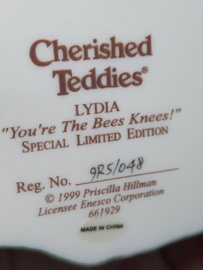 Cherished
Teddies®
LYDIA
"You're The Bees Knees!"
SPECIAL LIMITED EDITION
Reg. No. 9R5/048
© 1999 Priscilla Hillman
Licensee Enesco Corporation
661929
MADE IN CHINA